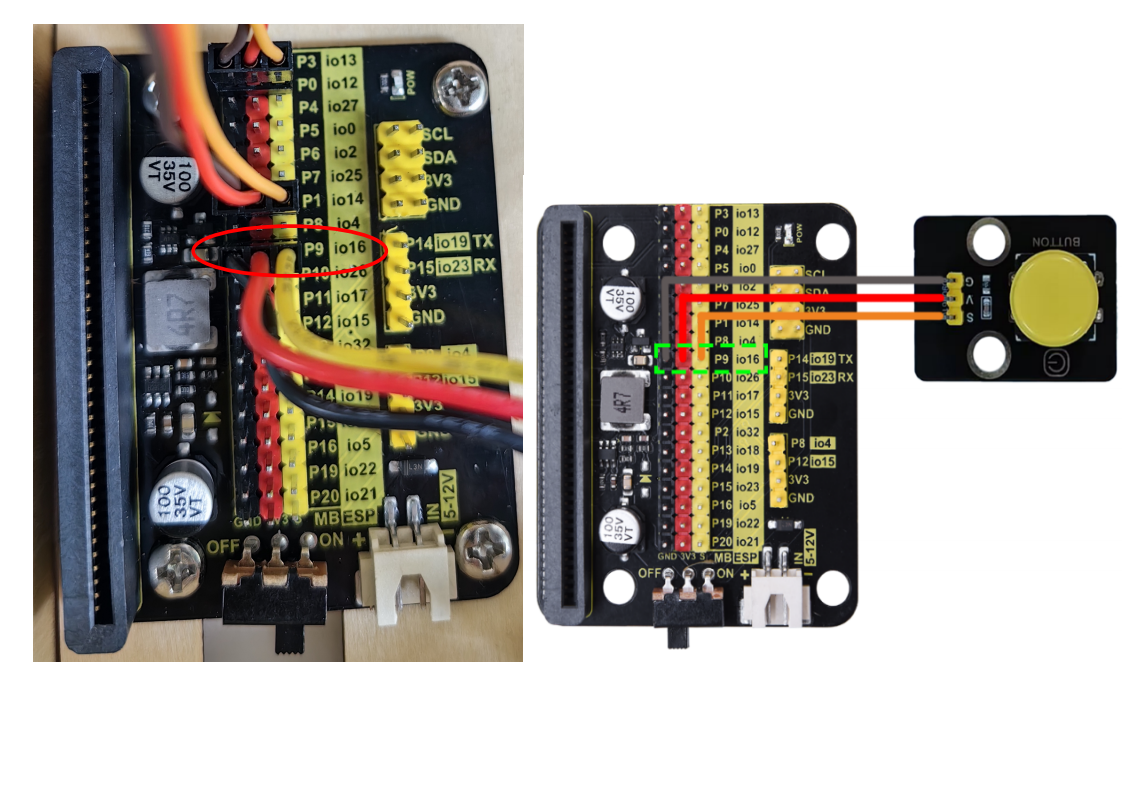 P3 io13
P0 io12
P4 io27
P5 io0
P6 io2
P7 io25
P1 io14
P8 io4
P9 io16
P10 io26
P11 io17
P12 io15
io32
P14 io19
P16 io5
P19 io22
P20 io21
GND 3V3 S MB ESP
OFF ON + IN 5-12V
POW
SCL
SDA
3V3
GND
P14 io19 TX
P15 io23 RX
3V3
GND
io4
P12 io15
3V3
GND
100
35V
VT
4R7
100
35V
VT
P3 io13
P0 io12
P4 io27
P5 io0
P6 io2
P7 io25
P1 io14
P8 io4
P9 io16
P10 io26
P11 io17
P12 io15
P2 io32
P13 io18
P14 io19
P15 io23
P16 io5
P19 io22
P20 io21
GND 3V3 S MB ESP
OFF ON + IN - 5-12V
POW
SCL
SDA
3V3
GND
P14 io19 TX
P15 io23 RX
3V3
GND
P8 io4
P12 io15
3V3
GND
100
35V
VT
4R7
100
35V
VT
BUTTON
G
V
S